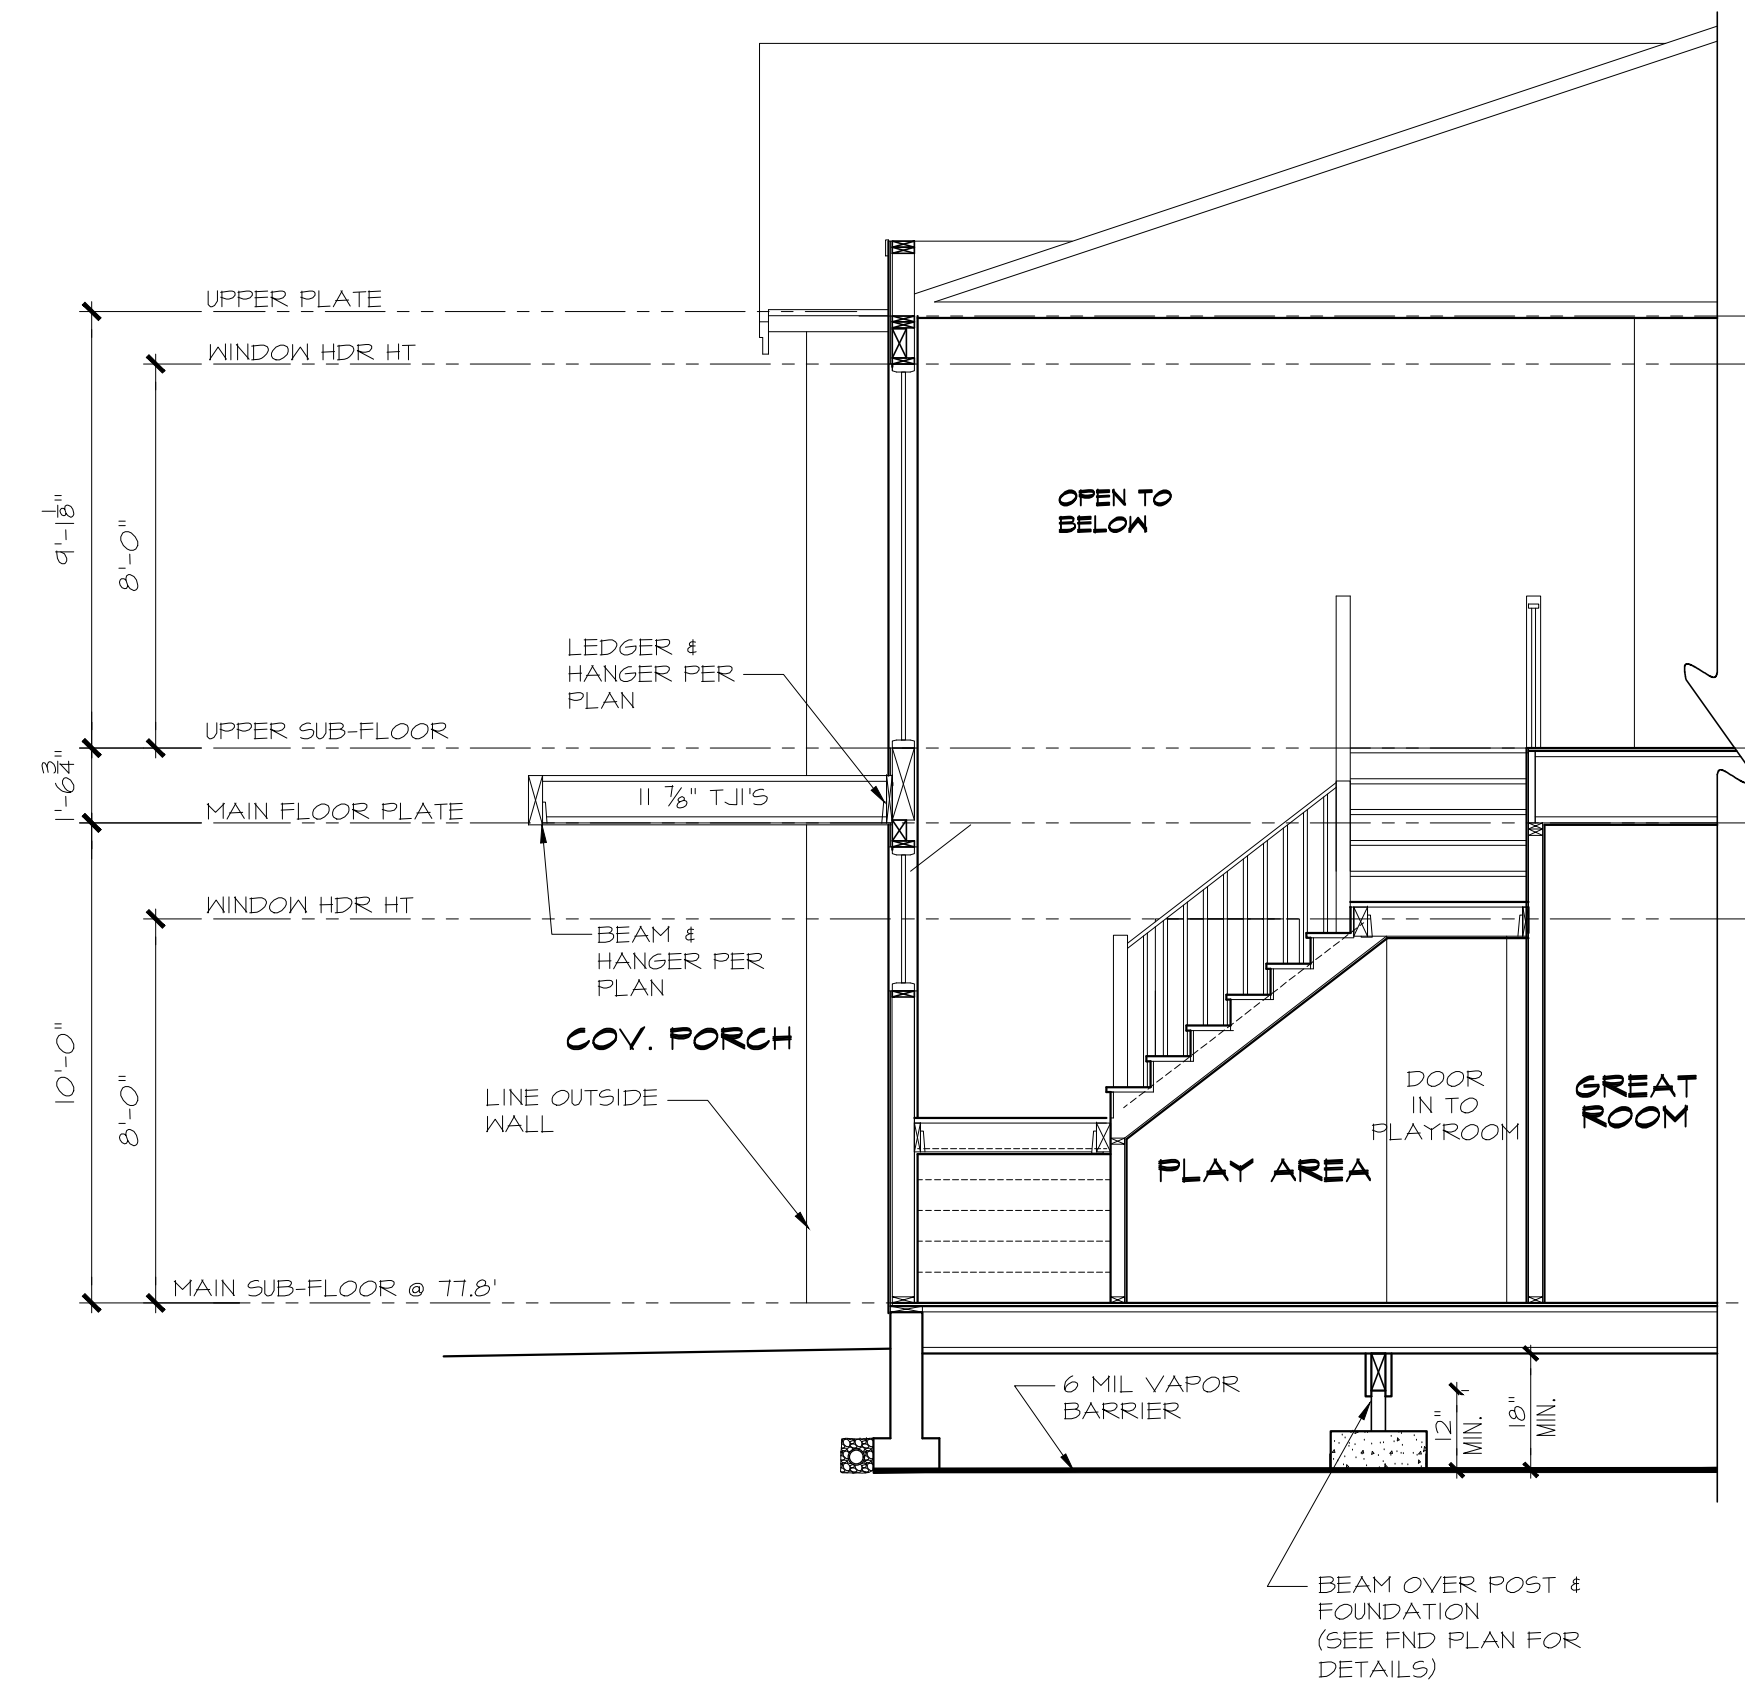 UPPER PLATE
WINDOW HDR HT
9'-1 1/8"
8'-0"
OPEN TO
BELOW
LEDGER &
HANGER PER
PLAN
UPPER SUB-FLOOR
1'-6 3/4"
11 7/8" TJI'S
MAIN FLOOR PLATE
WINDOW HDR HT
BEAM &
HANGER PER
PLAN
COV. PORCH
10'-0"
8'-0"
LINE OUTSIDE
WALL
DOOR
IN TO
PLAYROOM
GREAT
ROOM
PLAY AREA
MAIN SUB-FLOOR @ 77.8'
6 MIL VAPOR
BARRIER
12"
MIN.
18"
MIN.
BEAM OVER POST &
FOUNDATION
(SEE FND PLAN FOR
DETAILS)